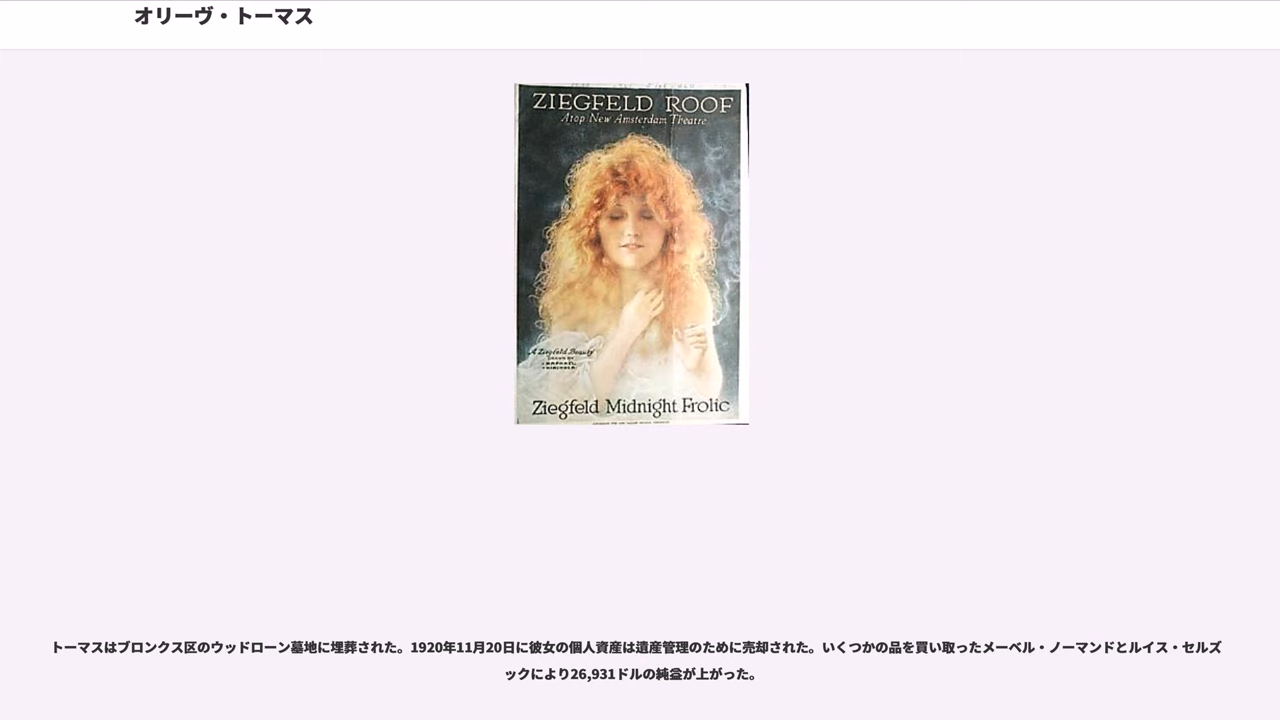 オリーヴ・トーマス
ZIEGFELD ROOF
Atop New Amsterdam Theatre
A Ziegfeld Beauty
DRAWN BY
RAPHAEL
KIRCHNER
Ziegfeld Midnight Frolic
トーマスはブロンクス区のウッドローン墓地に埋葬された。1920年11月20日に彼女の個人資産は遺産管理のために売却された。いくつかの品を買い取ったメーベル・ノーマンドとルイス・セルズ
ックにより26,931ドルの純益が上がった。